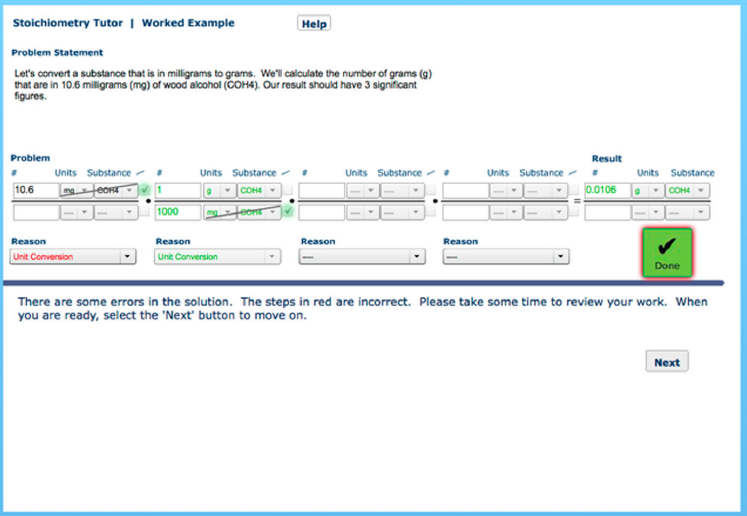 Stoichiometry Tutor | Worked Example Help
Problem Statement
Let's convert a substance that is in milligrams to grams. We'll calculate the number of grams (g)
that are in 10.6 milligrams (mg) of wood alcohol (COH4). Our result should have 3 significant
figures.
Problem Result
# Units Substance # Units Substance # Units Substance # Units Substance # Units Substance
10.6 mg COH4 1 g COH4 --- --- --- --- = 0.0106 g COH4
--- --- 1000 mg COH4 --- --- --- --- --- ---
Reason Reason Reason Reason
Unit Conversion Unit Conversion --- ---
Done
There are some errors in the solution. The steps in red are incorrect. Please take some time to review your work. When
you are ready, select the 'Next' button to move on.
Next